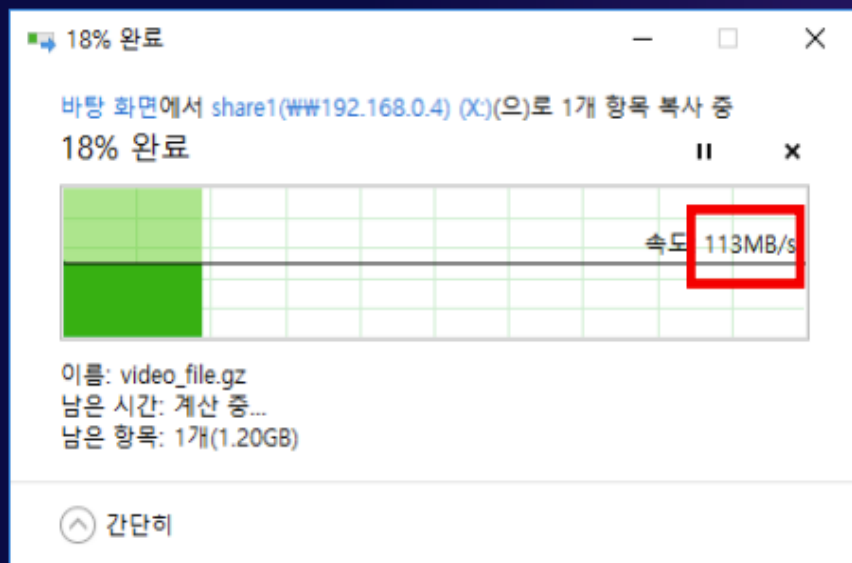 18% 완료
바탕 화면에서 share1(₩₩192.168.0.4) (X:)(으)로 1개 항목 복사 중
18% 완료
속도: 113MB/s
이름: video_file.gz
남은 시간: 계산 중...
남은 항목: 1개(1.20GB)
간단히